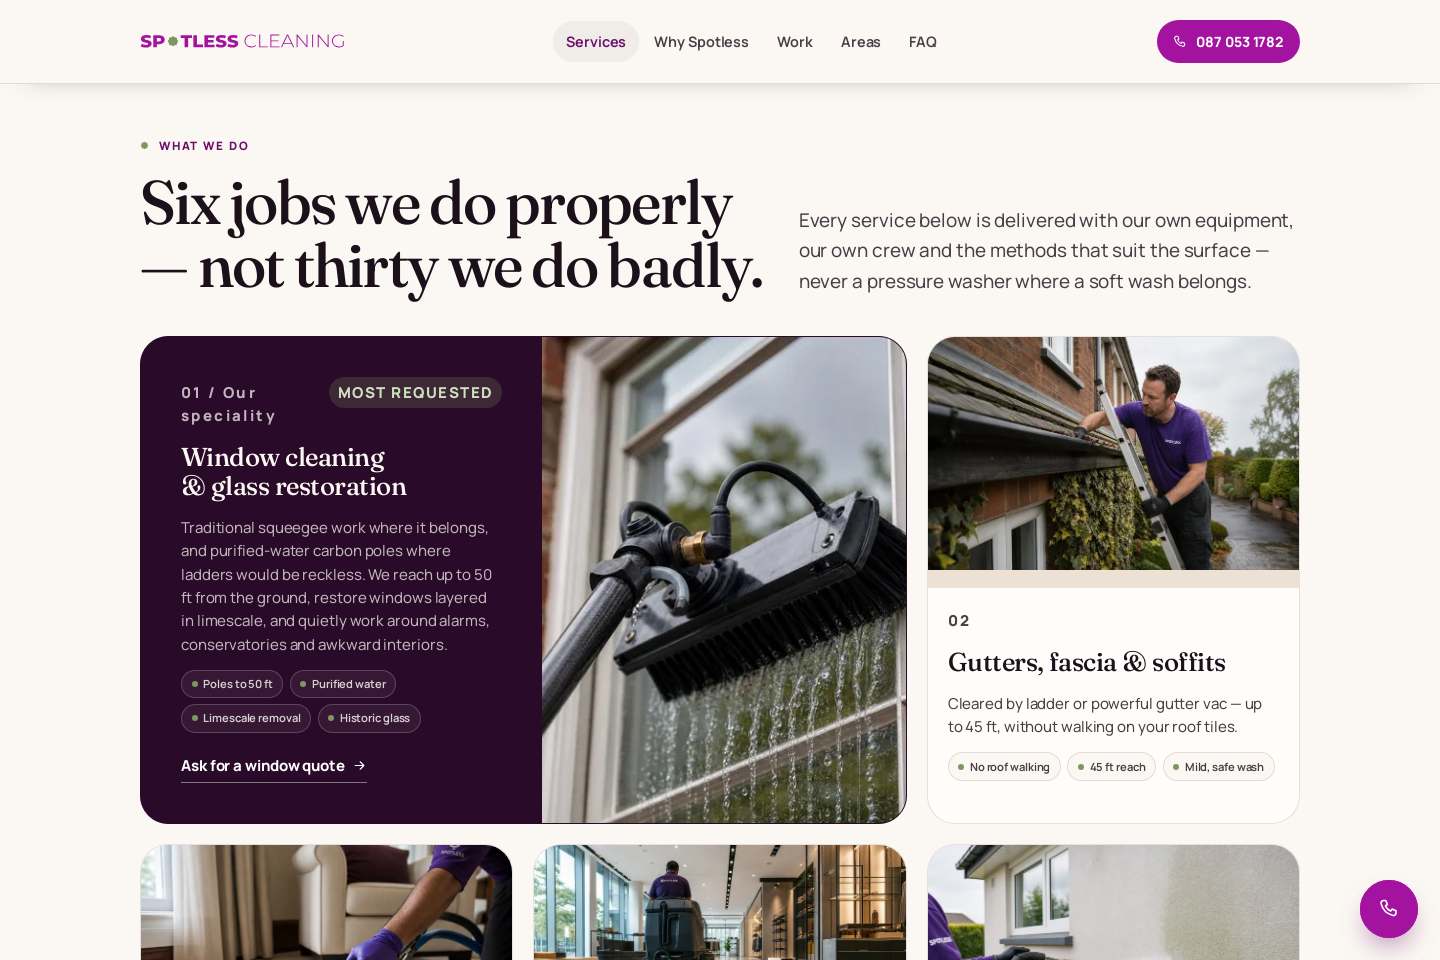 SP TLESS CLEANING
Services
Why Spotless
Work
Areas
FAQ
087 053 1782
WHAT WE DO
Six jobs we do properly
— not thirty we do badly.
Every service below is delivered with our own equipment,
our own crew and the methods that suit the surface —
never a pressure washer where a soft wash belongs.
01 / Our
speciality
MOST REQUESTED
Window cleaning
& glass restoration
Traditional squeegee work where it belongs,
and purified-water carbon poles where
ladders would be reckless. We reach up to 50
ft from the ground, restore windows layered
in limescale, and quietly work around alarms,
conservatories and awkward interiors.
Poles to 50 ft
Purified water
Limescale removal
Historic glass
Ask for a window quote →
02
Gutters, fascia & soffits
Cleared by ladder or powerful gutter vac — up
to 45 ft, without walking on your roof tiles.
No roof walking
45 ft reach
Mild, safe wash